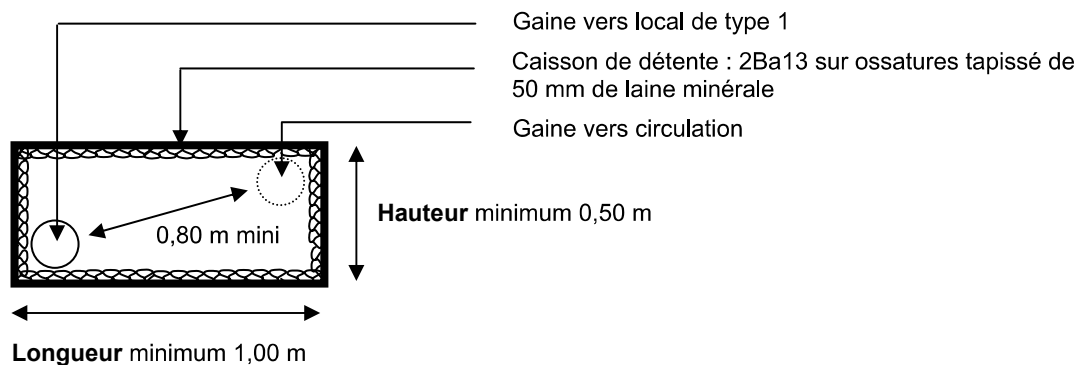 Gaine vers local de type 1
Caisson de détente : 2Ba13 sur ossatures tapissé de
50 mm de laine minérale
Gaine vers circulation
Hauteur minimum 0,50 m
0,80 m mini
Longueur minimum 1,00 m